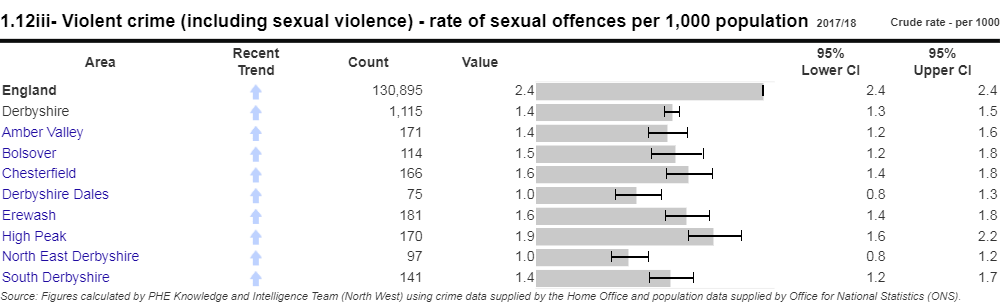 1.12iii- Violent crime (including sexual violence) - rate of sexual offences per 1,000 population 2017/18 Crude rate - per 1000
Area Recent Trend Count Value 95% Lower CI 95% Upper CI
England 130,895 2.4 2.4 2.4
Derbyshire 1,115 1.4 1.3 1.5
Amber Valley 171 1.4 1.2 1.6
Bolsover 114 1.5 1.2 1.8
Chesterfield 166 1.6 1.4 1.8
Derbyshire Dales 75 1.0 0.8 1.3
Erewash 181 1.6 1.4 1.8
High Peak 170 1.9 1.6 2.2
North East Derbyshire 97 1.0 0.8 1.2
South Derbyshire 141 1.4 1.2 1.7
Source: Figures calculated by PHE Knowledge and Intelligence Team (North West) using crime data supplied by the Home Office and population data supplied by Office for National Statistics (ONS).